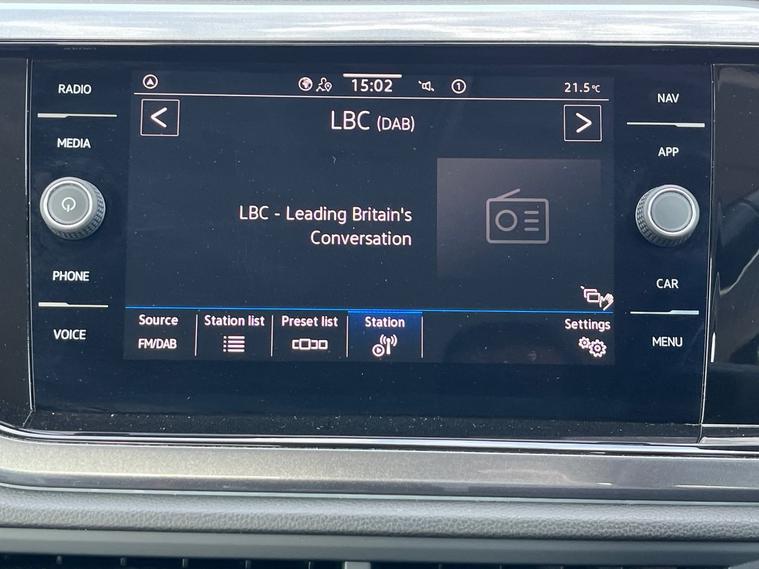 RADIO
MEDIA
PHONE
VOICE
15:02
1
21.5°C
LBC (DAB)
LBC - Leading Britain's
Conversation
Source
FM/DAB
Station list
Preset list
Station
Settings
NAV
APP
CAR
MENU